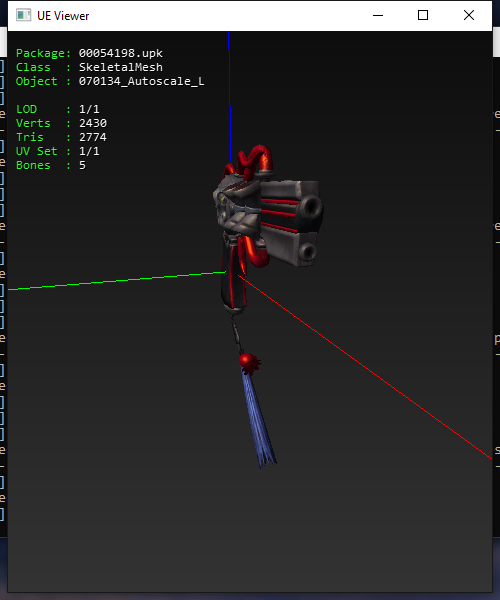 UE Viewer
Package: 00054198.upk
Class : SkeletalMesh
Object : 070134_Autoscale_L
LOD : 1/1
Verts : 2430
Tris : 2774
UV Set : 1/1
Bones : 5